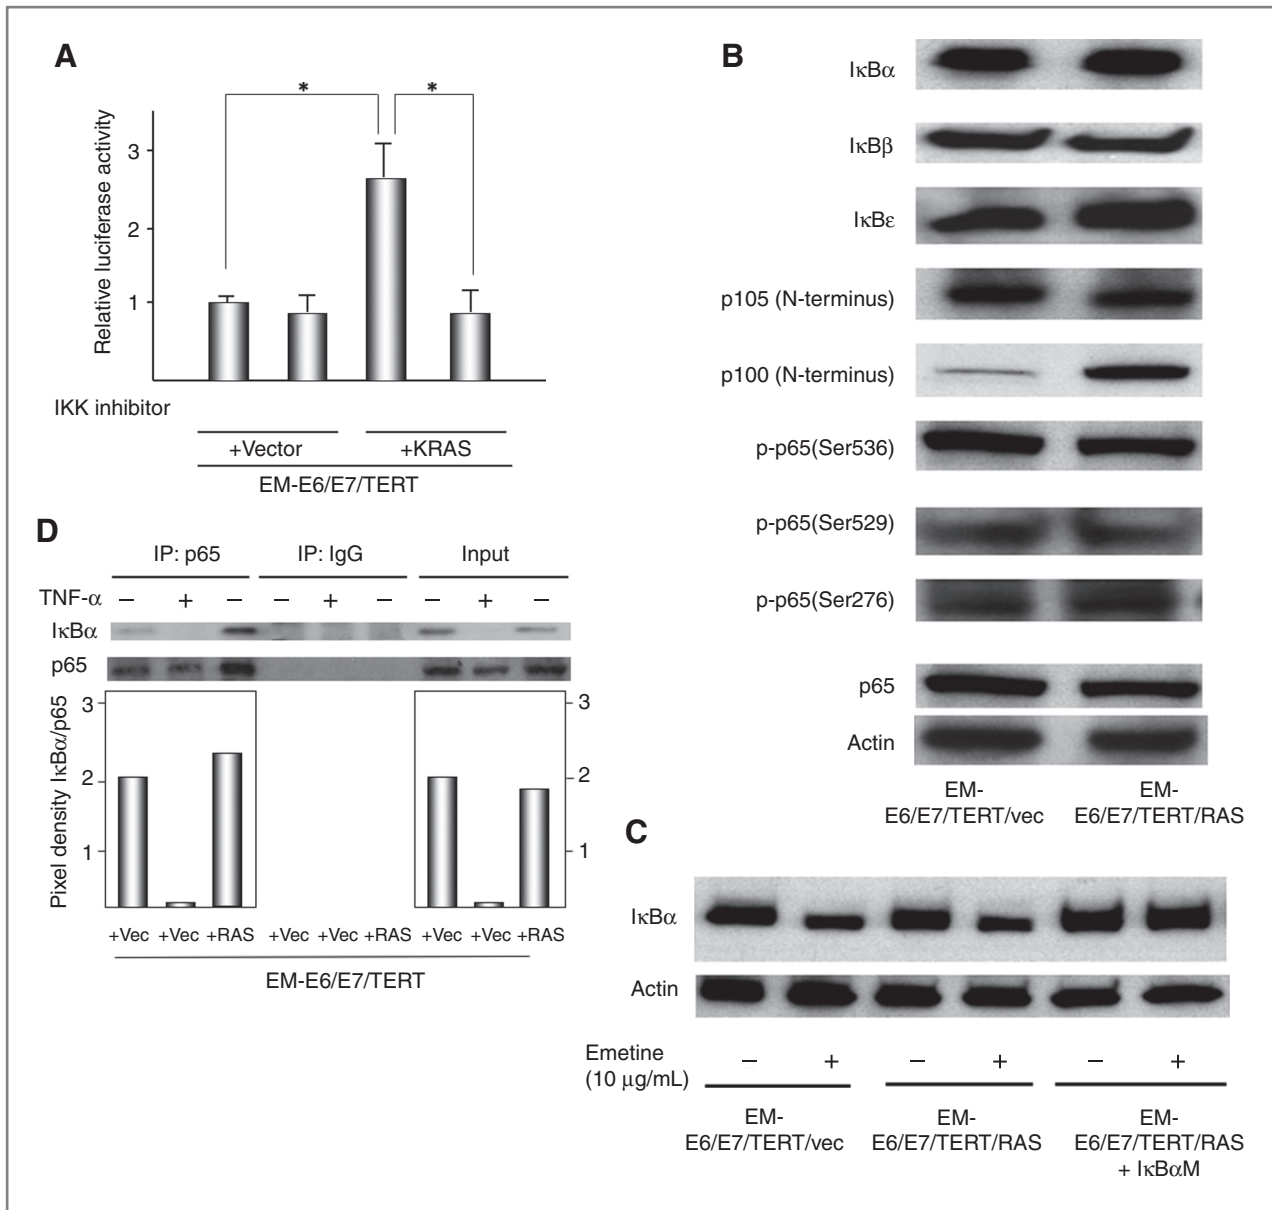 A
*
*
Relative luciferase activity
3
2
1
IKK inhibitor
+Vector
+KRAS
EM-E6/E7/TERT
B
IκBα
IκBβ
IκBε
p105 (N-terminus)
p100 (N-terminus)
p-p65(Ser536)
p-p65(Ser529)
p-p65(Ser276)
p65
Actin
EM-
E6/E7/TERT/vec
EM-
E6/E7/TERT/RAS
C
IκBα
Actin
Emetine
(10 μg/mL)
− + − + − +
EM-
E6/E7/TERT/vec
EM-
E6/E7/TERT/RAS
EM-
E6/E7/TERT/RAS
+ IκBαM
D
IP: p65 IP: IgG Input
TNF-α − + − − + − − + −
IκBα
p65
Pixel density IκBα/p65
3
2
1
3
2
1
+Vec +Vec +RAS +Vec +Vec +RAS +Vec +Vec +RAS
EM-E6/E7/TERT